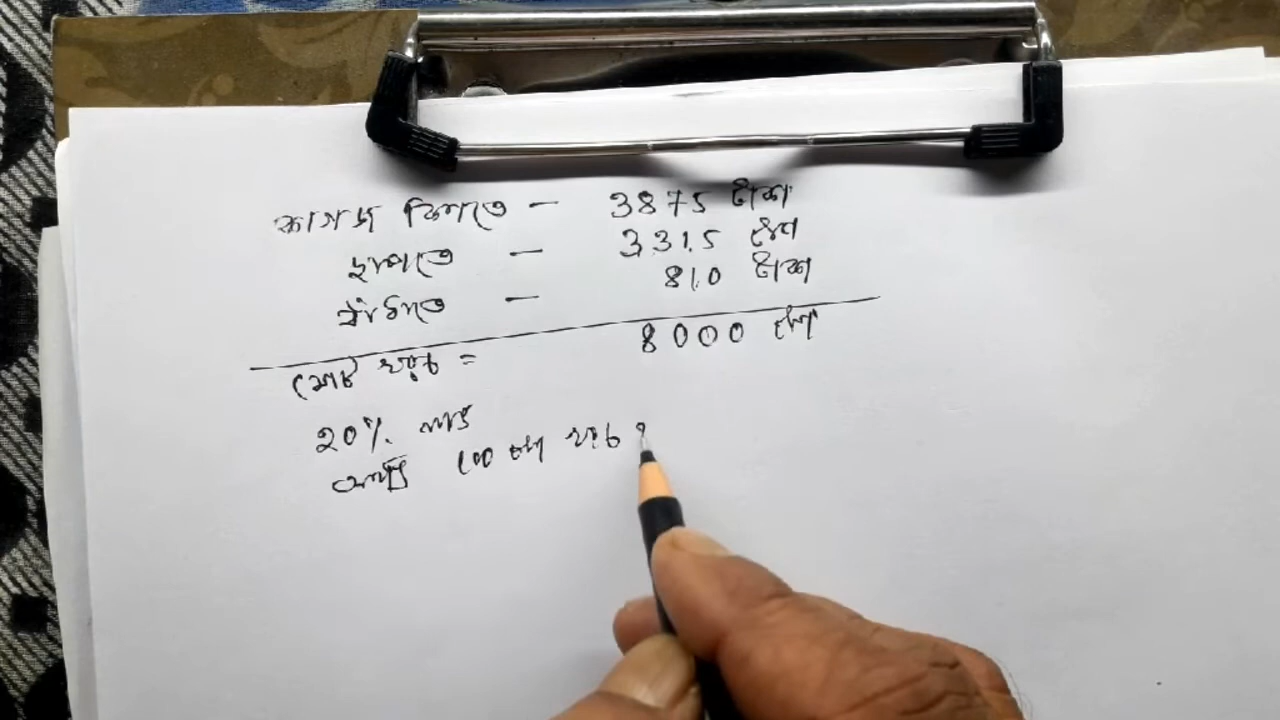 কাগজ কিনতে - 3875 টাকা
ছাপাতে - 3315 টাকা
বাঁধাতে - 810 টাকা
মোট খরচ = 8000 টাকা
20% লাভ
অর্থাৎ 100 টাকা খরচ